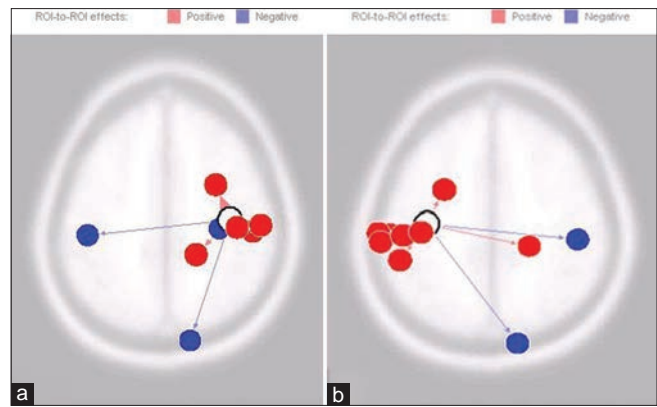 ROI-to-ROI effects: Positive Negative
ROI-to-ROI effects: Positive Negative
a
b